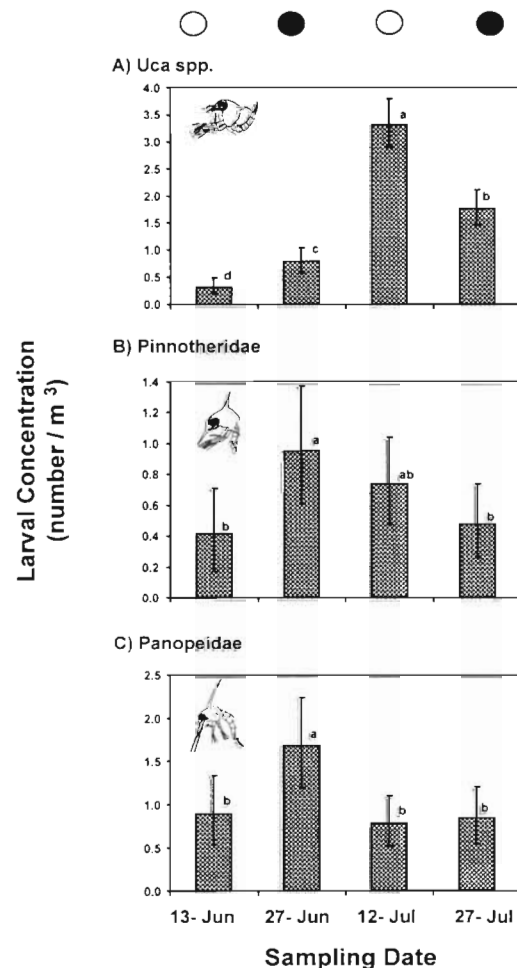 A) Uca spp.
4.0
3.5
3.0
2.5
2.0
1.5
1.0
0.5
0.0
d
c
a
b
B) Pinnotheridae
1.4
1.2
1.0
0.8
0.6
0.4
0.2
0.0
b
a
ab
b
C) Panopeidae
2.5
2.0
1.5
1.0
0.5
0.0
b
a
b
b
13- Jun 27- Jun 12- Jul 27- Jul
Sampling Date
Larval Concentration
(number / m ³)